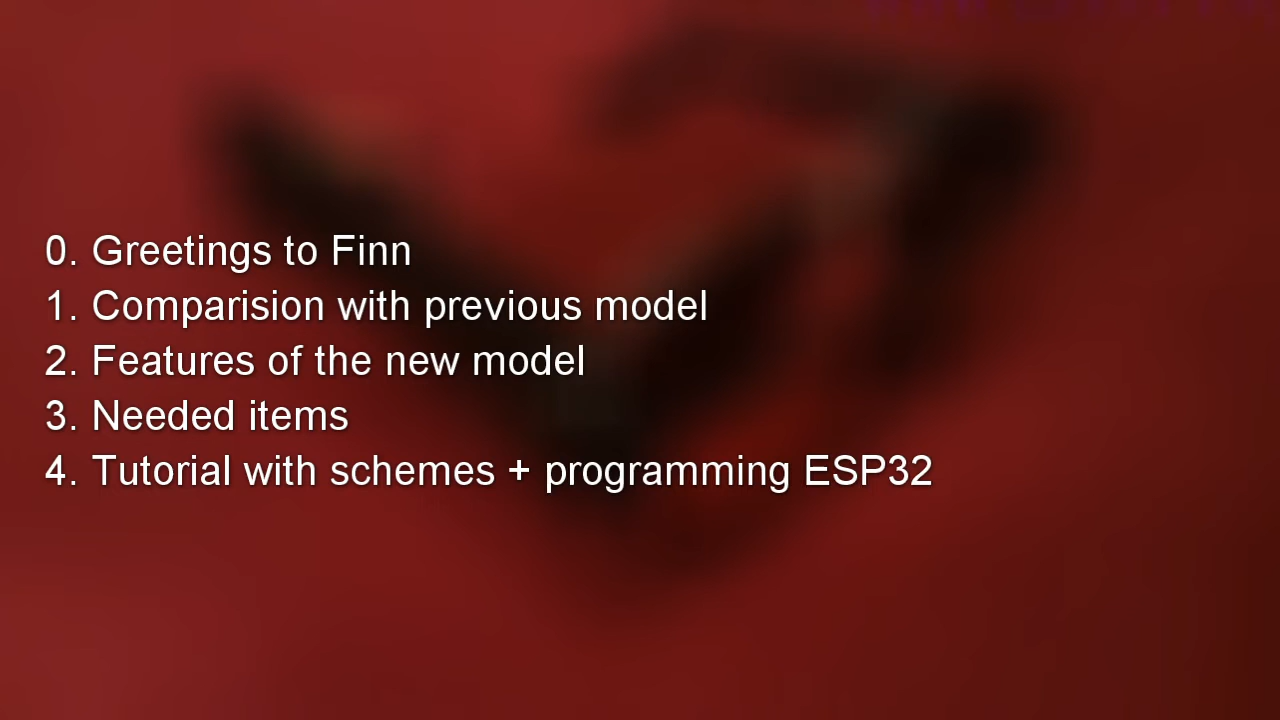 0. Greetings to Finn
1. Comparision with previous model
2. Features of the new model
3. Needed items
4. Tutorial with schemes + programming ESP32